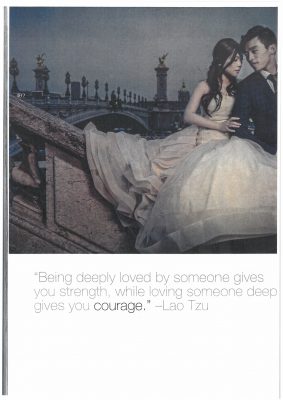 “Being deeply loved by someone gives
you strength, while loving someone deep
gives you courage.” –Lao Tzu